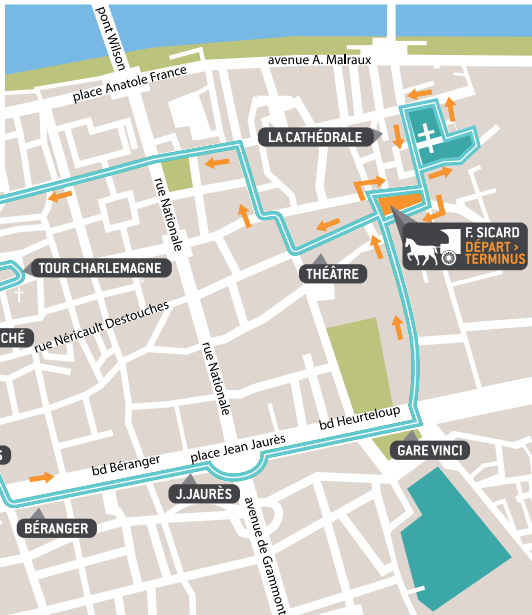 pont Wilson
avenue A. Malraux
place Anatole France
LA CATHÉDRALE
rue Nationale
F. SICARD
DÉPART >
TERMINUS
TOUR CHARLEMAGNE
THÉÂTRE
CHÉ
rue Néricault Destouches
rue Nationale
bd Heurteloup
place Jean Jaurès
GARE VINCI
S
bd Béranger
J.JAURÈS
BÉRANGER
avenue de Grammont